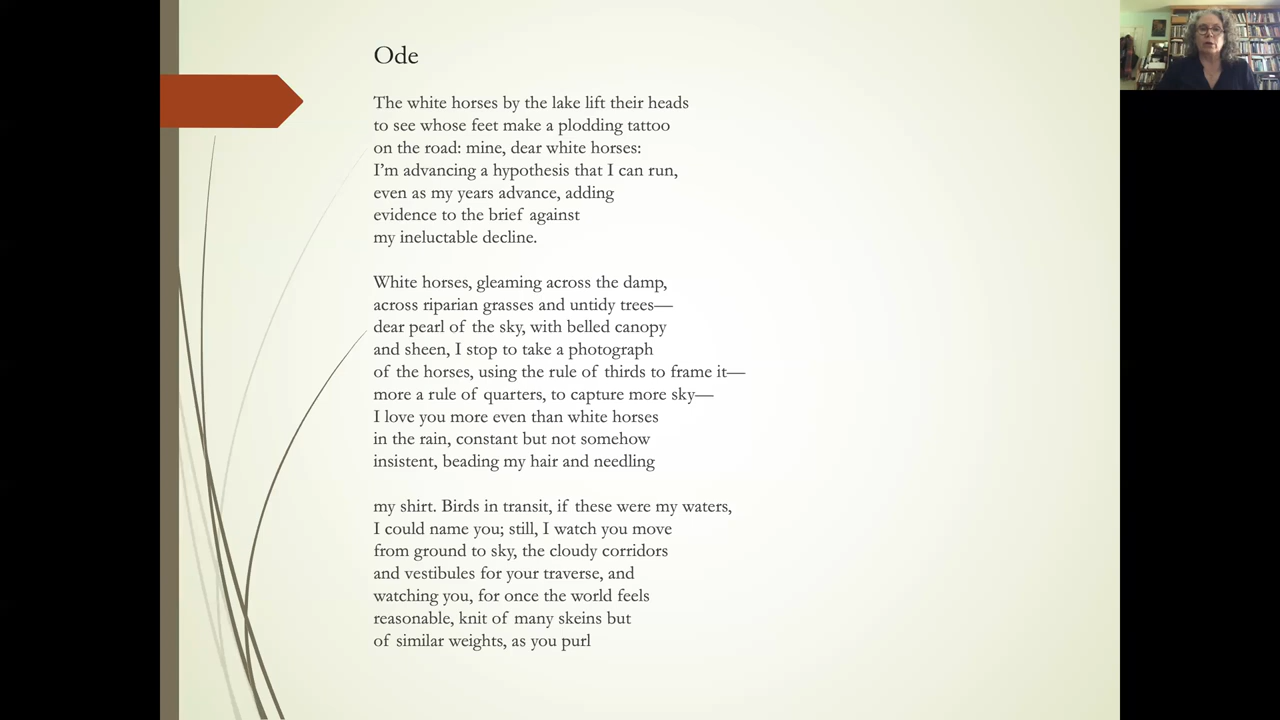 Ode
The white horses by the lake lift their heads
to see whose feet make a plodding tattoo
on the road: mine, dear white horses:
I’m advancing a hypothesis that I can run,
even as my years advance, adding
evidence to the brief against
my ineluctable decline.
White horses, gleaming across the damp,
across riparian grasses and untidy trees—
dear pearl of the sky, with belled canopy
and sheen, I stop to take a photograph
of the horses, using the rule of thirds to frame it—
more a rule of quarters, to capture more sky—
I love you more even than white horses
in the rain, constant but not somehow
insistent, beading my hair and needling
my shirt. Birds in transit, if these were my waters,
I could name you; still, I watch you move
from ground to sky, the cloudy corridors
and vestibules for your traverse, and
watching you, for once the world feels
reasonable, knit of many skeins but
of similar weights, as you purl